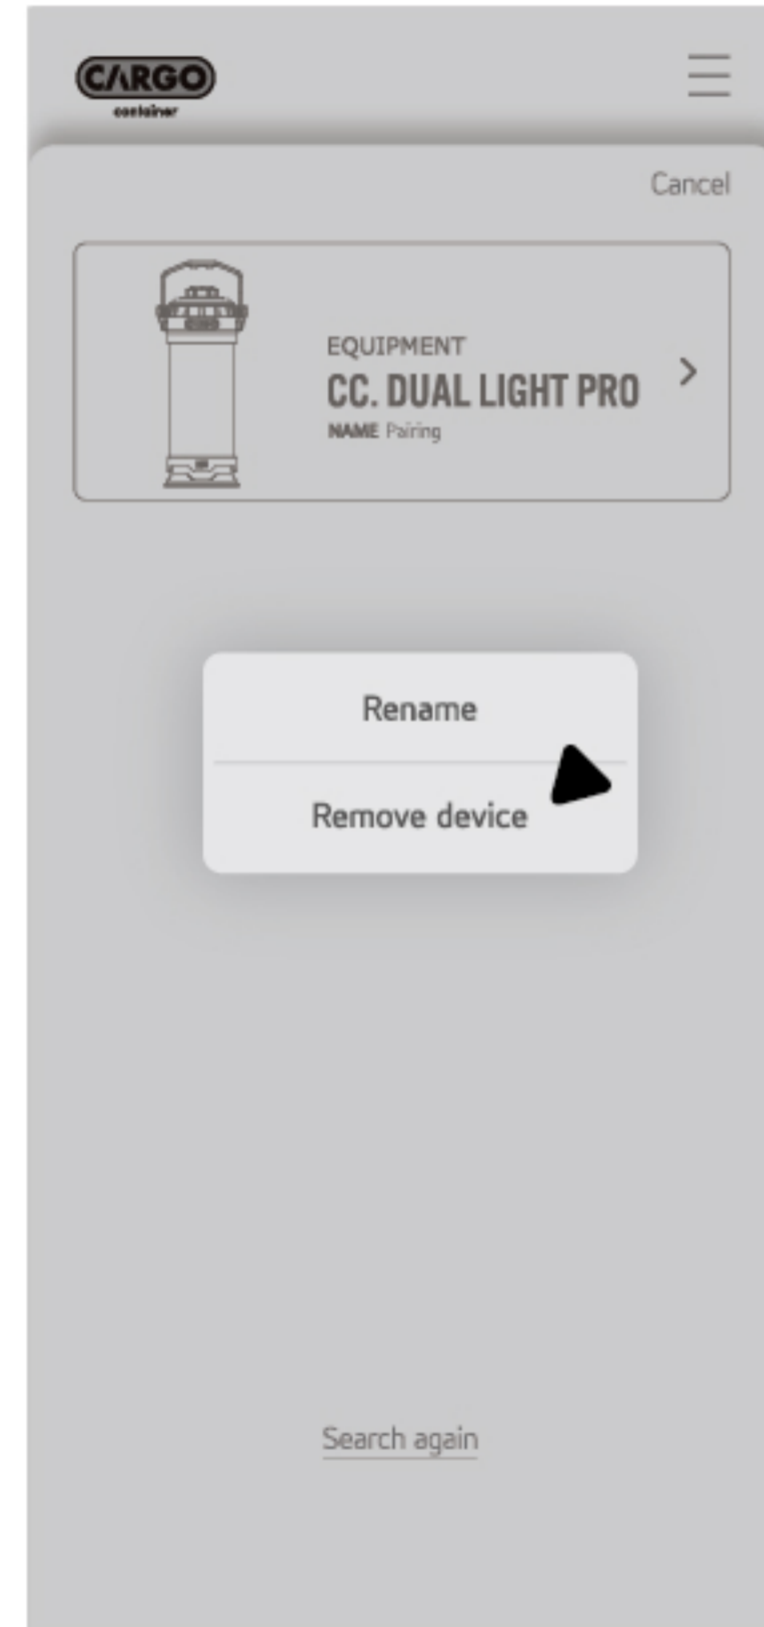 CARGO
container
Cancel
EQUIPMENT
CC. DUAL LIGHT PRO
NAME Pairing
Rename
Remove device
Search again